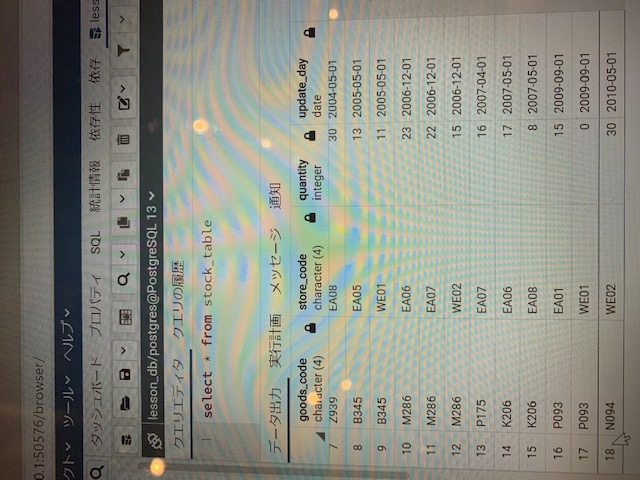 0.1:50576/browser/
クト ツール ヘルプ
ダッシュボード プロパティ SQL 統計情報 依存性 依存 less
lesson_db/postgres@PostgreSQL 13
クエリエディタ クエリの履歴
1 select * from stock_table
データ出力 実行計画 メッセージ 通知
goods_code store_code quantity update_day
character (4) character (4) integer date
7 Z939 EA08 30 2004-05-01
8 B345 EA05 13 2005-05-01
9 B345 WE01 11 2005-05-01
10 M286 EA06 23 2006-12-01
11 M286 EA07 22 2006-12-01
12 M286 WE02 15 2006-12-01
13 P175 EA07 16 2007-04-01
14 K206 EA06 17 2007-05-01
15 K206 EA08 8 2007-05-01
16 P093 EA01 15 2009-09-01
17 P093 WE01 0 2009-09-01
18 N094 WE02 30 2010-05-01